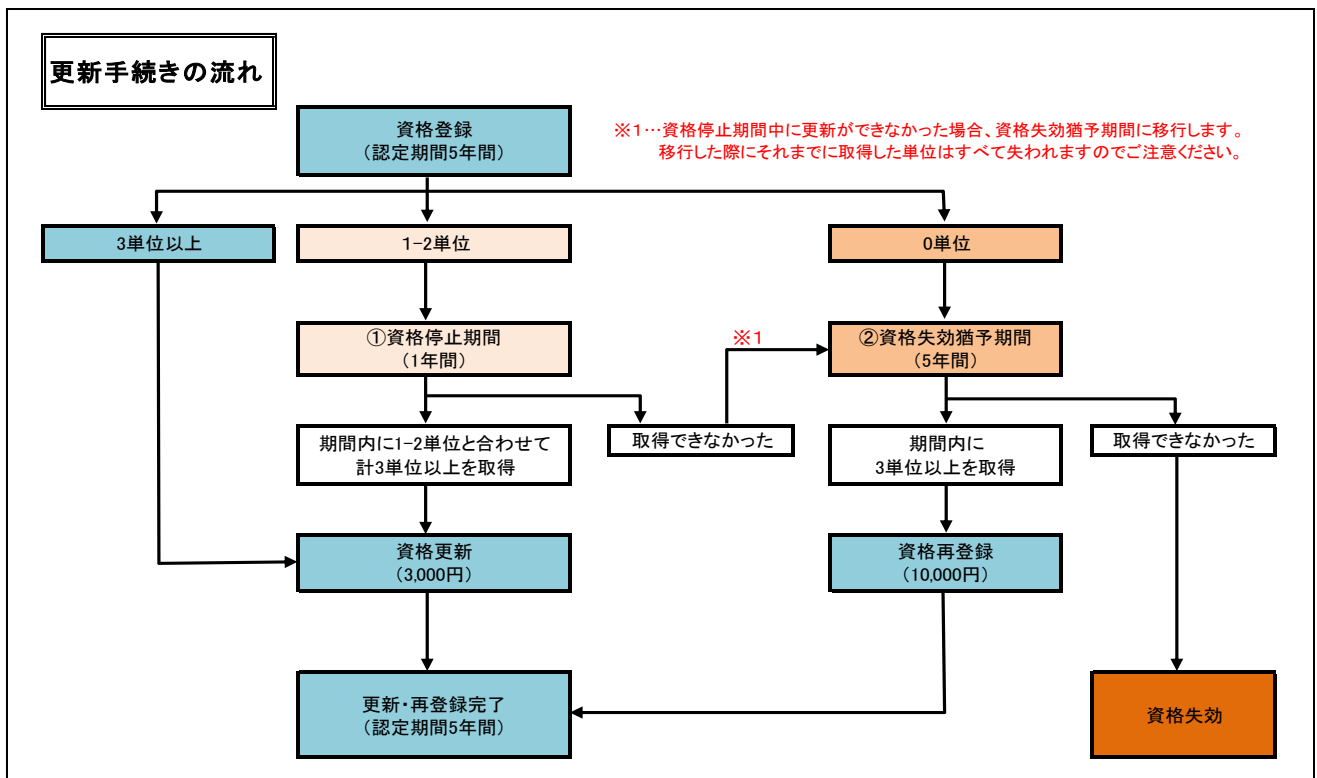 更新手続きの流れ
資格登録
(認定期間5年間)
※1…資格停止期間中に更新ができなかった場合、資格失効猶予期間に移行します。
移行した際にそれまでに取得した単位はすべて失われますのでご注意ください。
3単位以上
1-2単位
0単位
①資格停止期間
(1年間)
※1
②資格失効猶予期間
(5年間)
期間内に1-2単位と合わせて
計3単位以上を取得
取得できなかった
期間内に
3単位以上を取得
取得できなかった
資格更新
(3,000円)
資格再登録
(10,000円)
更新・再登録完了
(認定期間5年間)
資格失効